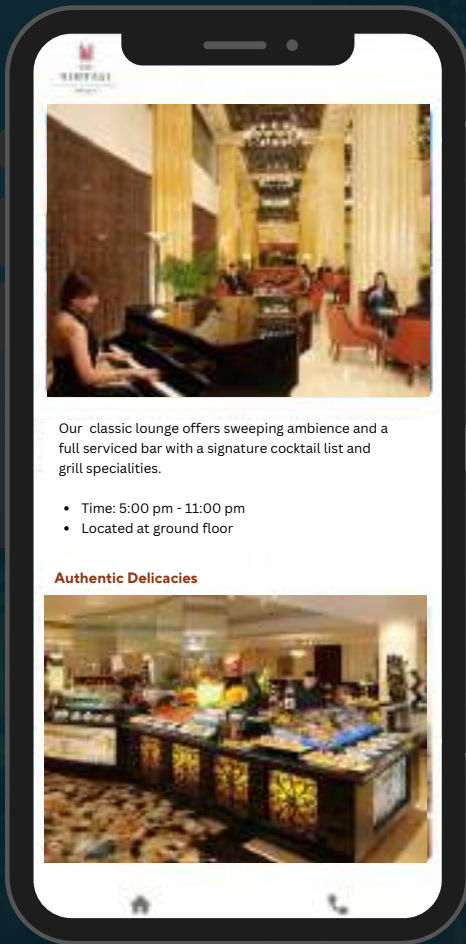 Our  classic lounge offers sweeping ambience and a
full serviced bar with a signature cocktail list and
grill specialities.
• Time: 5:00 pm - 11:00 pm
• Located at ground floor
Authentic Delicacies